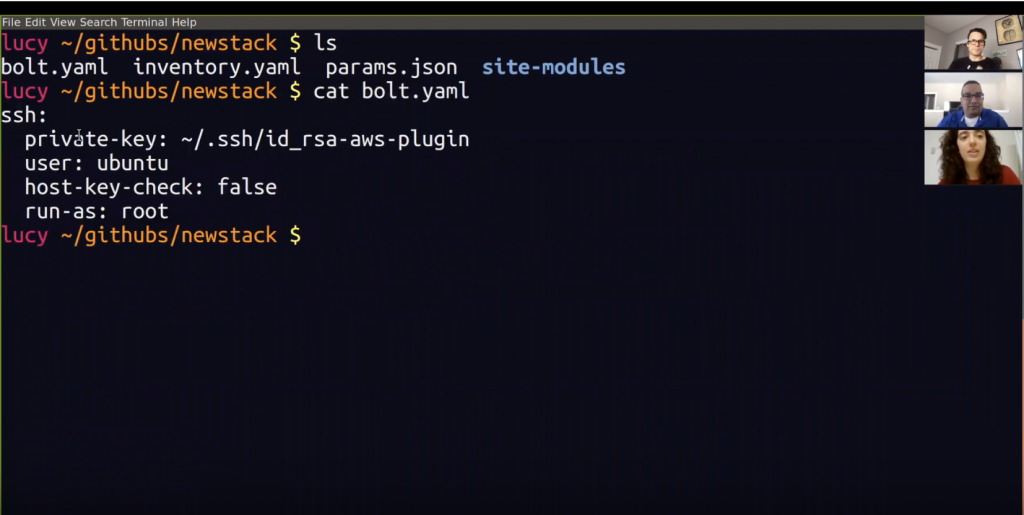 File Edit View Search Terminal Help
lucy ~/githubs/newstack $ ls
bolt.yaml  inventory.yaml  params.json  site-modules
lucy ~/githubs/newstack $ cat bolt.yaml
ssh:
  private-key: ~/.ssh/id_rsa-aws-plugin
  user: ubuntu
  host-key-check: false
  run-as: root
lucy ~/githubs/newstack $